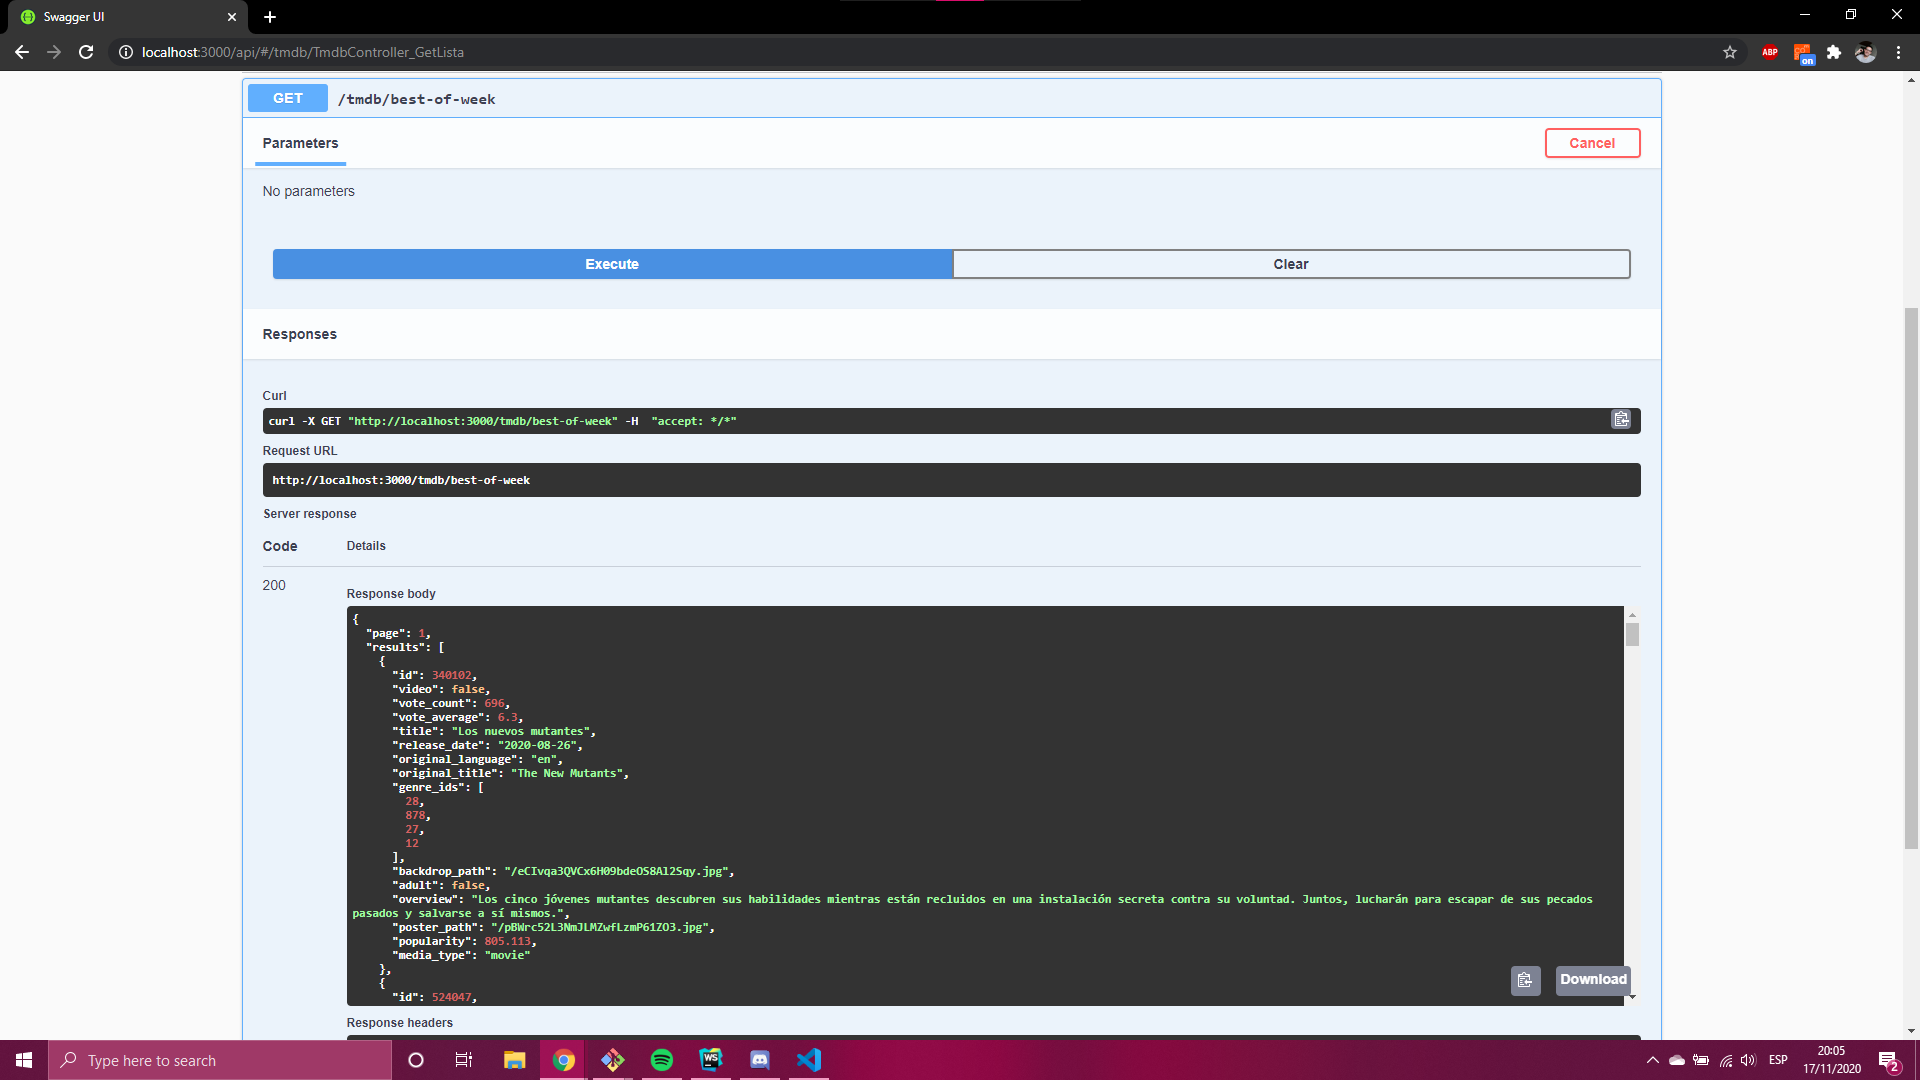 Swagger UI
localhost:3000/api/#/tmdb/TmdbController_GetLista
ABP
on
GET /tmdb/best-of-week
Parameters
Cancel
No parameters
Execute
Clear
Responses
Curl
curl -X GET "http://localhost:3000/tmdb/best-of-week" -H  "accept: */*"
Request URL
http://localhost:3000/tmdb/best-of-week
Server response
Code Details
200
Response body
{
  "page": 1,
  "results": [
    {
      "id": 340102,
      "video": false,
      "vote_count": 696,
      "vote_average": 6.3,
      "title": "Los nuevos mutantes",
      "release_date": "2020-08-26",
      "original_language": "en",
      "original_title": "The New Mutants",
      "genre_ids": [
        28,
        878,
        27,
        12
      ],
      "backdrop_path": "/eCIvqa3QVCx6H09bdeOS8Al2Sqy.jpg",
      "adult": false,
      "overview": "Los cinco jóvenes mutantes descubren sus habilidades mientras están recluidos en una instalación secreta contra su voluntad. Juntos, lucharán para escapar de sus pecados
pasados y salvarse a sí mismos.",
      "poster_path": "/pBWrc52L3NmJLMZwfLzmP61ZO3.jpg",
      "popularity": 805.113,
      "media_type": "movie"
    },
    {
      "id": 524047,
Download
Response headers
Type here to search
WS
ESP
20:05
17/11/2020
2